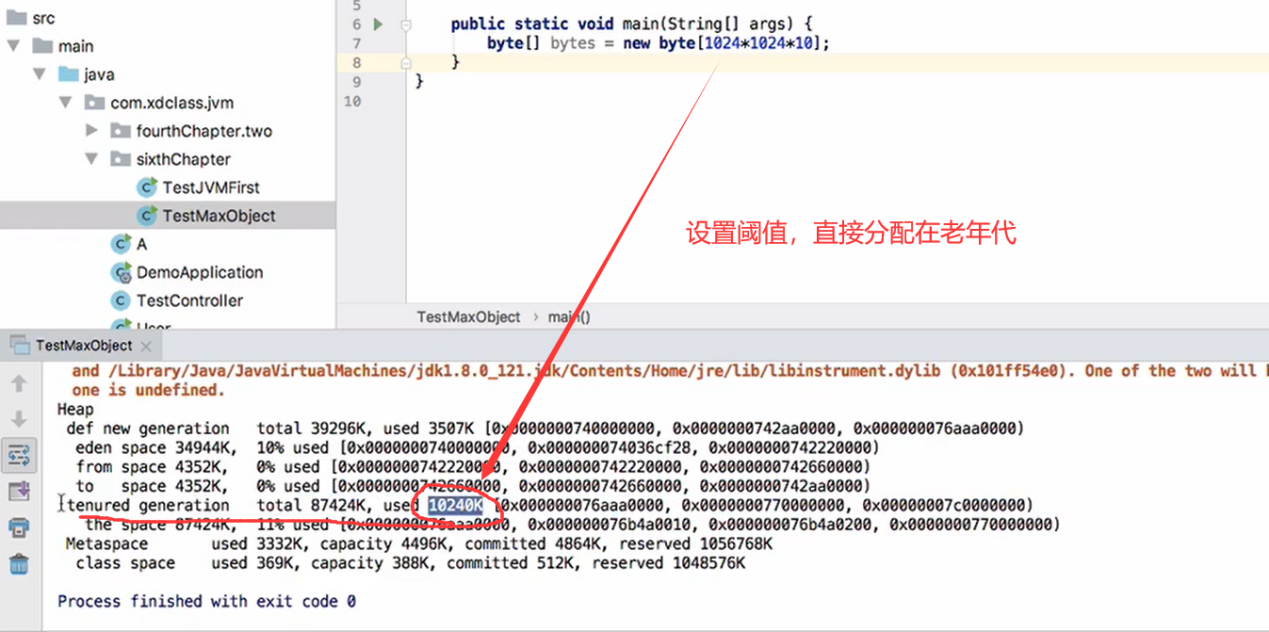 src
main
java
com.xdclass.jvm
fourthChapter.two
sixthChapter
TestJVMFirst
TestMaxObject
A
DemoApplication
TestController
User
5
6 public static void main(String[] args) {
7 byte[] bytes = new byte[1024*1024*10];
8 }
9 }
10
设置阈值，直接分配在老年代
TestMaxObject › main()
TestMaxObject
and /Library/Java/JavaVirtualMachines/jdk1.8.0_121.jdk/Contents/Home/jre/lib/libinstrument.dylib (0x101ff54e0). One of the two will
one is undefined.
Heap
def new generation total 39296K, used 3507K [0x0000000740000000, 0x0000000742aa0000, 0x000000076aaa0000)
eden space 34944K, 10% used [0x0000000740000000, 0x000000074036cf28, 0x0000000742220000)
from space 4352K, 0% used [0x0000000742220000, 0x0000000742220000, 0x0000000742660000)
to space 4352K, 0% used [0x0000000742660000, 0x0000000742660000, 0x0000000742aa0000)
tenured generation total 87424K, used 10240K [0x000000076aaa0000, 0x0000000770000000, 0x00000007c0000000)
the space 87424K, 11% used [0x000000076aaa0000, 0x000000076b4a0010, 0x000000076b4a0200, 0x0000000770000000)
Metaspace used 3332K, capacity 4496K, committed 4864K, reserved 1056768K
class space used 369K, capacity 388K, committed 512K, reserved 1048576K
Process finished with exit code 0